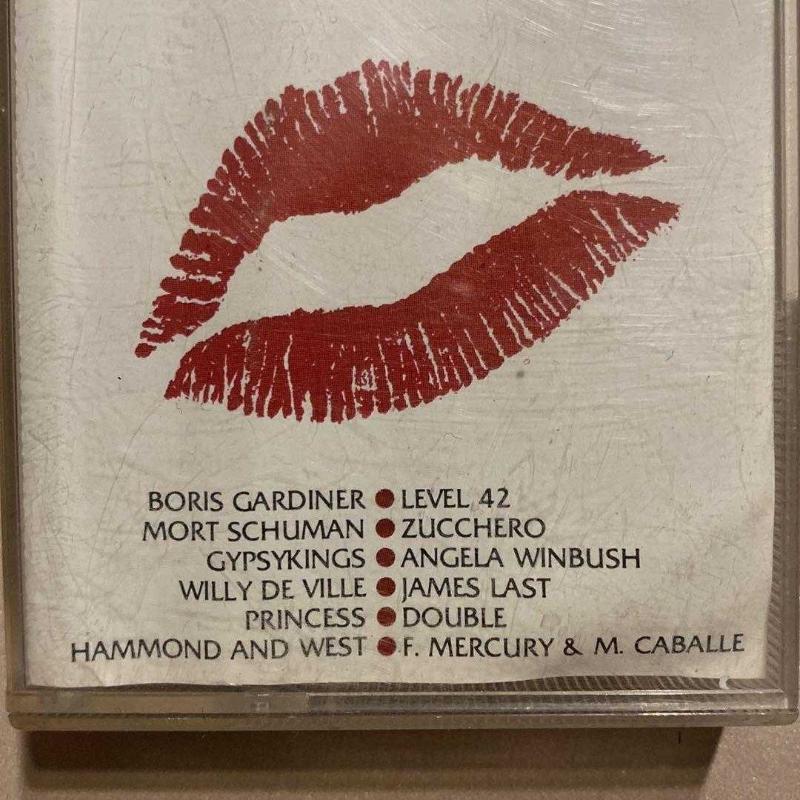 BORIS GARDINER ● LEVEL 42
MORT SCHUMAN ● ZUCCHERO
GYPSYKINGS ● ANGELA WINBUSH
WILLY DE VILLE ● JAMES LAST
PRINCESS ● DOUBLE
HAMMOND AND WEST ● F. MERCURY & M. CABALLE